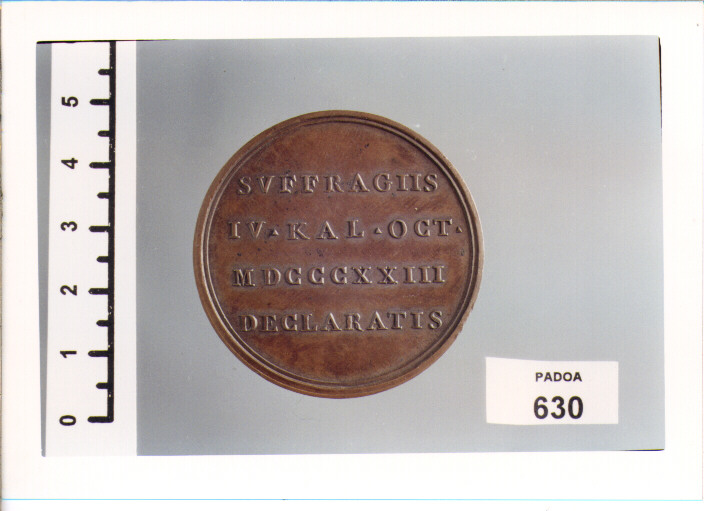 SVFFRAGIIS
IV · KAL · OCT ·
MDCCCXXIII
DECLARATIS
5
4
3
2
1
0
PADOA
630